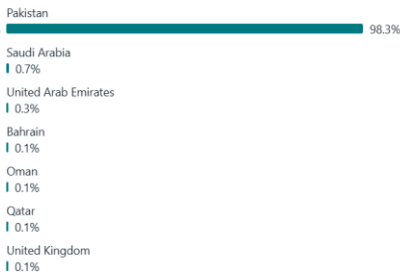 Pakistan
98.3%
Saudi Arabia
0.7%
United Arab Emirates
0.3%
Bahrain
0.1%
Oman
0.1%
Qatar
0.1%
United Kingdom
0.1%